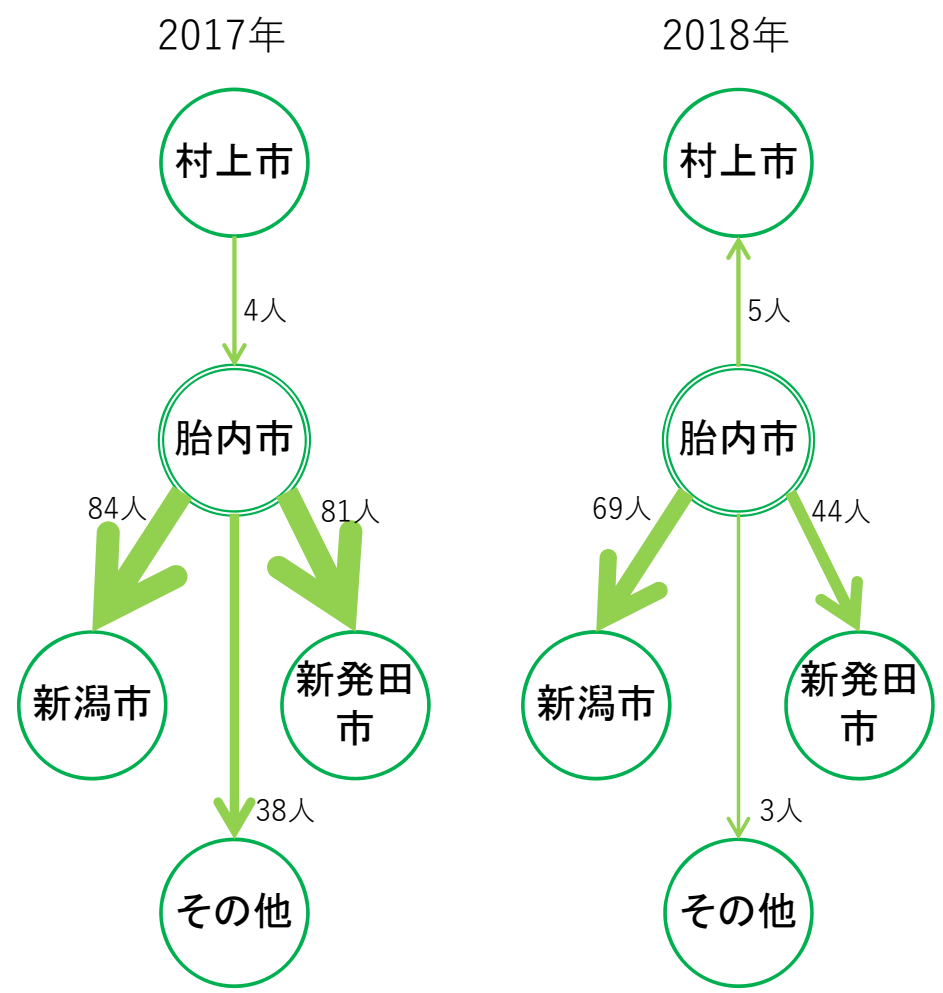 2017年
村上市
4人
胎内市
84人
81人
新潟市
新発田
市
38人
その他
2018年
村上市
5人
胎内市
69人
44人
新潟市
新発田
市
3人
その他